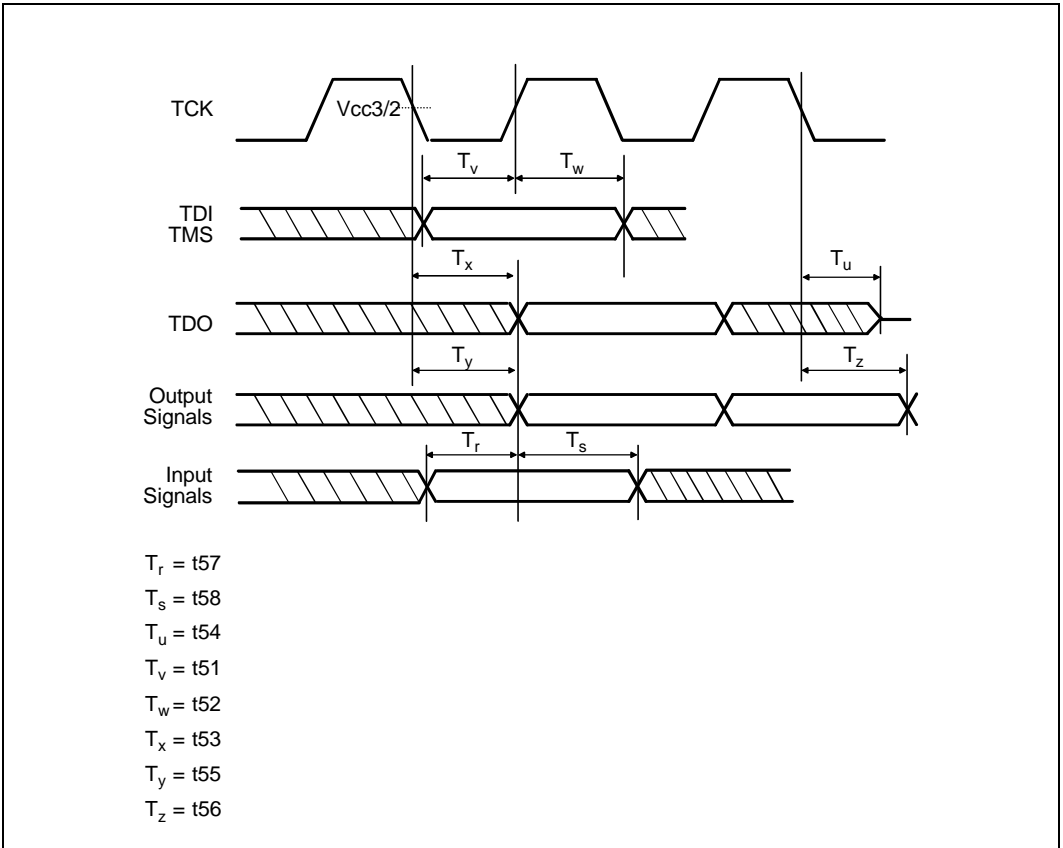 TCK
Vcc3/2
Tv
Tw
TDI
TMS
Tx
Tu
TDO
Ty
Tz
Output
Signals
Tr
Ts
Input
Signals
Tr = t57
Ts = t58
Tu = t54
Tv = t51
Tw = t52
Tx = t53
Ty = t55
Tz = t56